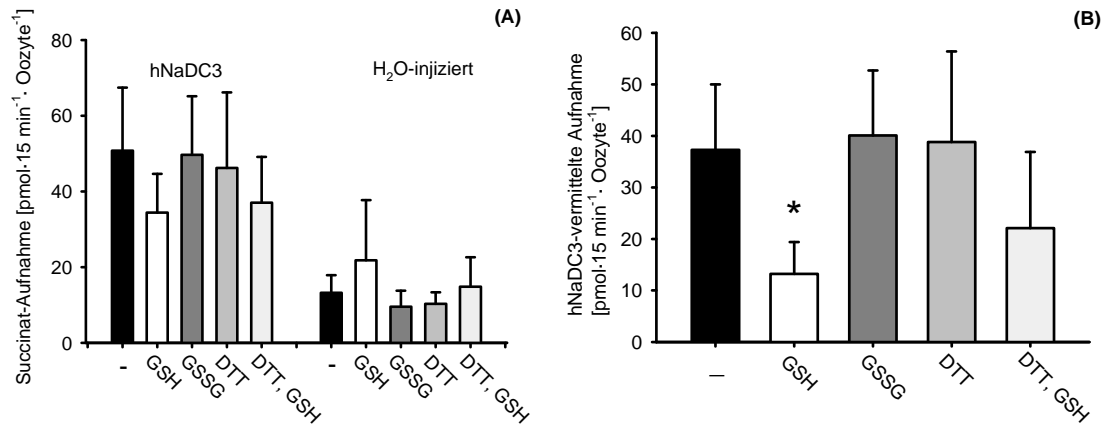 (A)
Succinat-Aufnahme [pmol·15 min⁻¹· Oozyte⁻¹]
80
60
40
20
0
hNaDC3
H₂O-injiziert
-
GSH
GSSG
DTT
DTT, GSH
-
GSH
GSSG
DTT
DTT, GSH
(B)
hNaDC3-vermittelte Aufnahme
[pmol·15 min⁻¹· Oozyte⁻¹]
60
50
40
30
20
10
0
*
–
GSH
GSSG
DTT
DTT, GSH